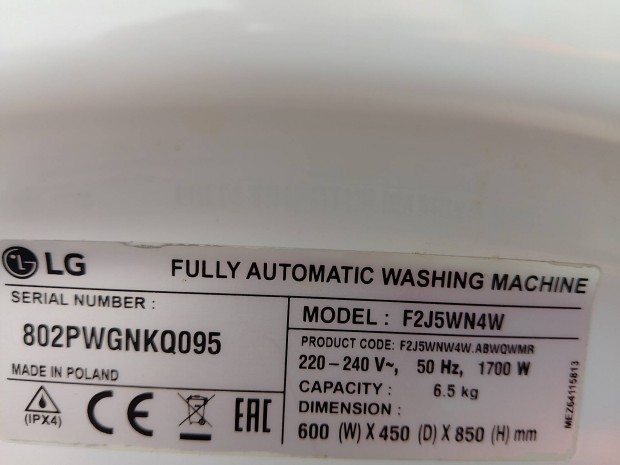 LG FULLY AUTOMATIC WASHING MACHINE
SERIAL NUMBER :
802PWGNKQ095
MADE IN POLAND
(IPX4) CE EAC
MODEL : F2J5WN4W
PRODUCT CODE: F2J5WNW4W.ABWQWMR
220 – 240 V~, 50 Hz, 1700 W
CAPACITY : 6.5 kg
DIMENSION :
600 (W) X 450 (D) X 850 (H) mm
MEZ64115813